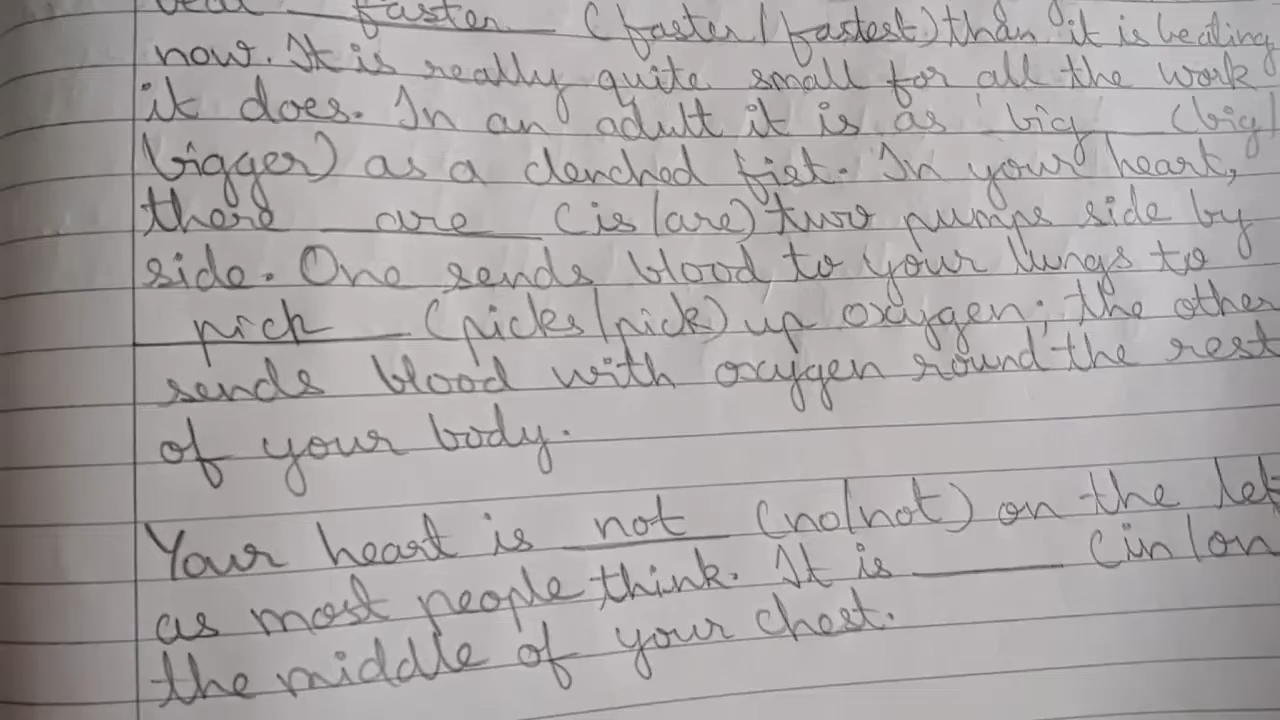 faster (faster/fastest) than it is beating
now. It is really quite small for all the work
it does. In an adult it is as big (big/
bigger) as a clenched fist. In your heart,
there are (is/are) two pumps side by
side. One sends blood to your lungs to
pick (picks/pick) up oxygen; the other
sends blood with oxygen round the rest
of your body.
Your heart is not (no/not) on the lef
as most people think. It is ______ (in/on
the middle of your chest.